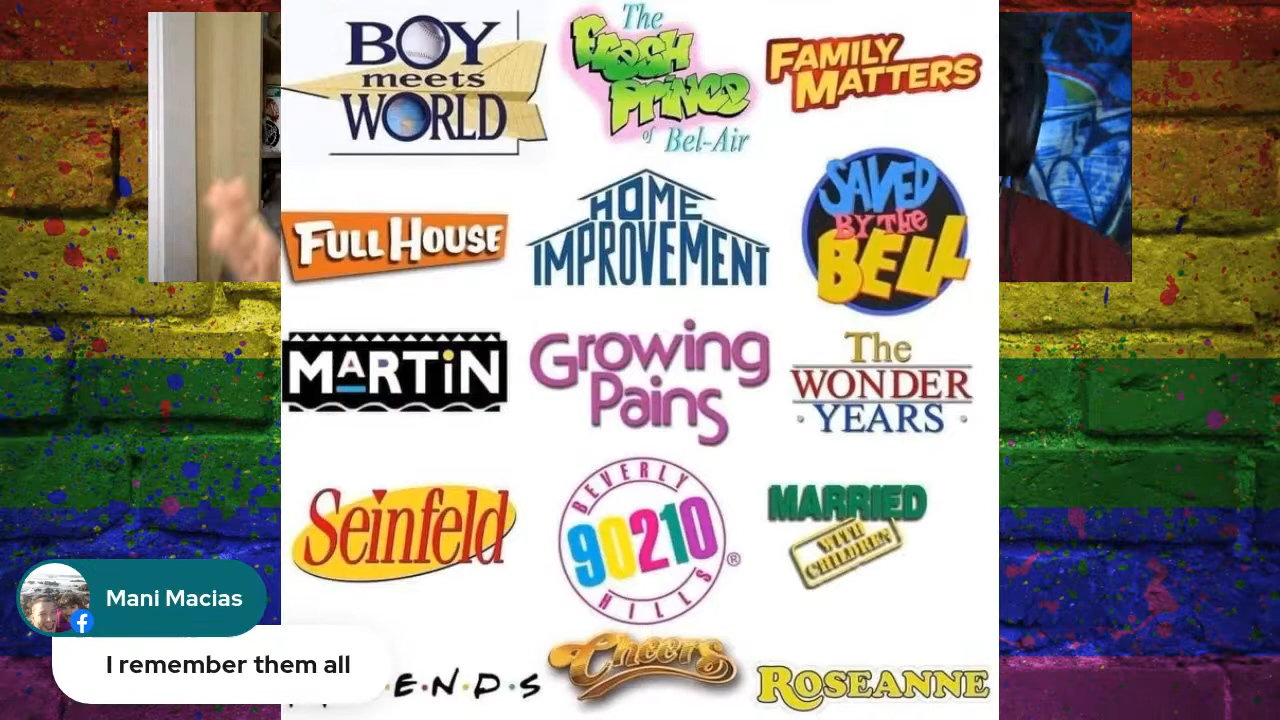 BOY
meets
WORLD
The
FRESH
PRINCE
of Bel-Air
FAMILY
MATTERS
FULL HOUSE
HOME
IMPROVEMENT
SAVED
BY THE
BELL
MARTIN
Growing
Pains
The
WONDER
YEARS
Seinfeld
BEVERLY
90210
HILLS
®
MARRIED
WITH
CHILDREN
E·N·D·S
Cheers
ROSEANNE
Mani Macias
I remember them all